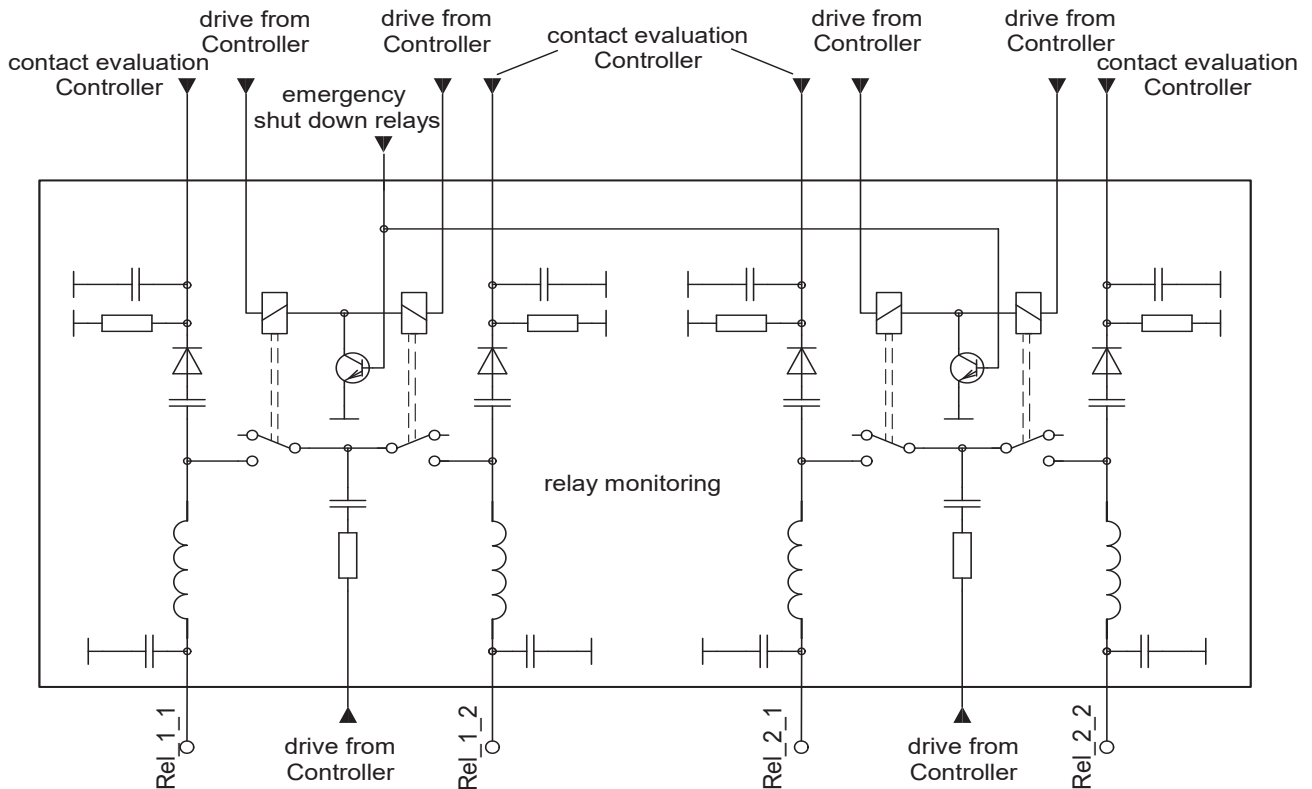 drive from
Controller
drive from
Controller
contact evaluation
Controller
drive from
Controller
drive from
Controller
contact evaluation
Controller
contact evaluation
Controller
emergency
shut down relays
relay monitoring
Rel_1_1
drive from
Controller
Rel_1_2
Rel_2_1
drive from
Controller
Rel_2_2